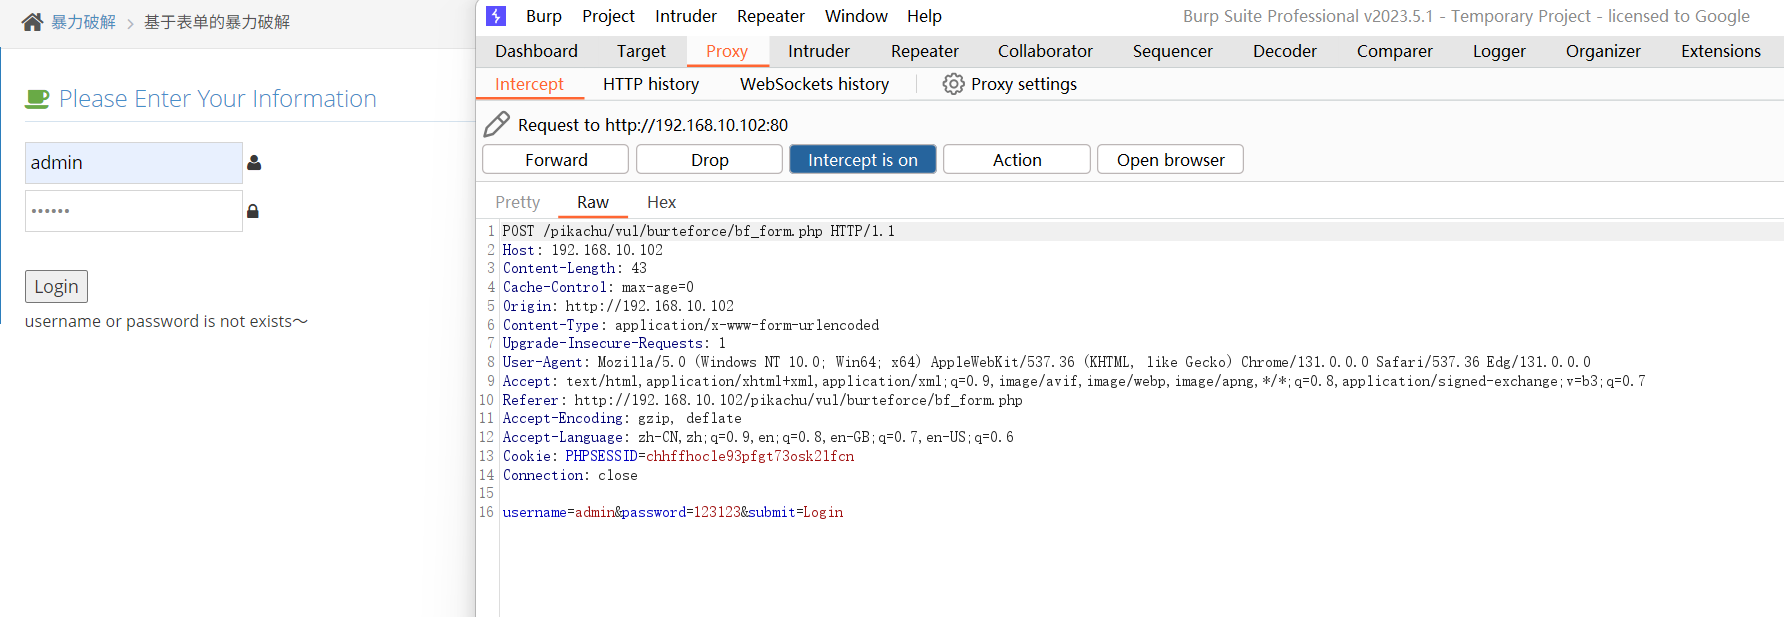 暴力破解 > 基于表单的暴力破解
Please Enter Your Information
admin
••••••
Login
username or password is not exists～
Burp Project Intruder Repeater Window Help
Burp Suite Professional v2023.5.1 - Temporary Project - licensed to Google
Dashboard Target Proxy Intruder Repeater Collaborator Sequencer Decoder Comparer Logger Organizer Extensions
Intercept HTTP history WebSockets history Proxy settings
Request to http://192.168.10.102:80
Forward Drop Intercept is on Action Open browser
Pretty Raw Hex
1 POST /pikachu/vul/burteforce/bf_form.php HTTP/1.1
2 Host: 192.168.10.102
3 Content-Length: 43
4 Cache-Control: max-age=0
5 Origin: http://192.168.10.102
6 Content-Type: application/x-www-form-urlencoded
7 Upgrade-Insecure-Requests: 1
8 User-Agent: Mozilla/5.0 (Windows NT 10.0; Win64; x64) AppleWebKit/537.36 (KHTML, like Gecko) Chrome/131.0.0.0 Safari/537.36 Edg/131.0.0.0
9 Accept: text/html,application/xhtml+xml,application/xml;q=0.9,image/avif,image/webp,image/apng,*/*;q=0.8,application/signed-exchange;v=b3;q=0.7
10 Referer: http://192.168.10.102/pikachu/vul/burteforce/bf_form.php
11 Accept-Encoding: gzip, deflate
12 Accept-Language: zh-CN,zh;q=0.9,en;q=0.8,en-GB;q=0.7,en-US;q=0.6
13 Cookie: PHPSESSID=chhffhocle93pfgt73osk2lfcn
14 Connection: close
15
16 username=admin&password=123123&submit=Login